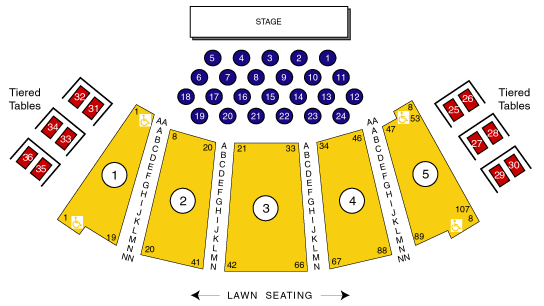 STAGE
5 4 3 2 1
6 7 8 9 10 11
18 17 16 15 14 13 12
19 20 21 22 23 24
Tiered
Tables
32 31
34 33
36 35
Tiered
Tables
25 26
27 28
29 30
1
1
1
19
AA
A
B
C
D
E
F
G
H
I
J
K
L
M
N
NN
8 20
2
20 41
A
B
C
D
E
F
G
H
I
J
K
L
M
N
21 33
3
42 66
A
B
C
D
E
F
G
H
I
J
K
L
M
N
34 46
4
67 88
AA
A
B
C
D
E
F
G
H
I
J
K
L
M
N
NN
8
47 53
5
107
8
89
LAWN SEATING